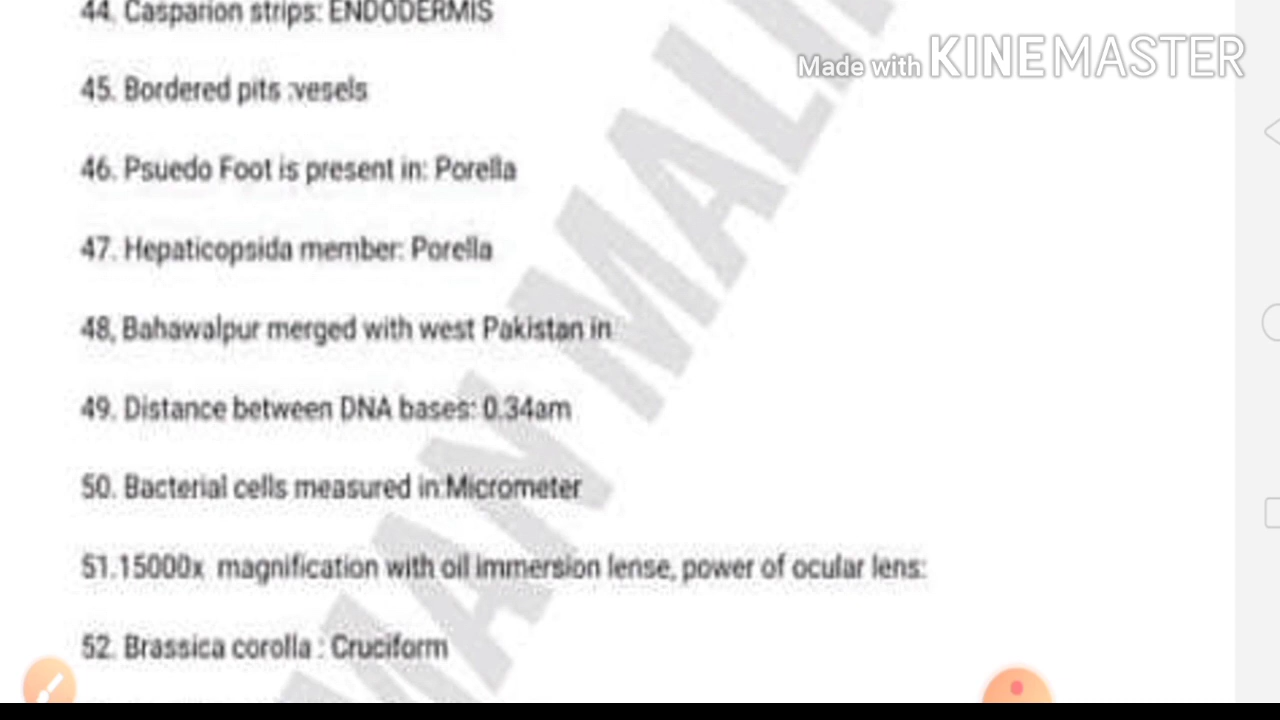 44. Casparion strips: ENDODERMIS
Made with KINEMASTER
45. Bordered pits :vesels
46. Psuedo Foot is present in: Porella
47. Hepaticopsida member: Porella
48, Bahawalpur merged with west Pakistan in
49. Distance between DNA bases: 0.34am
50. Bacterial cells measured in:Micrometer
51.15000x magnification with oil immersion lense, power of ocular lens:
52. Brassica corolla : Cruciform